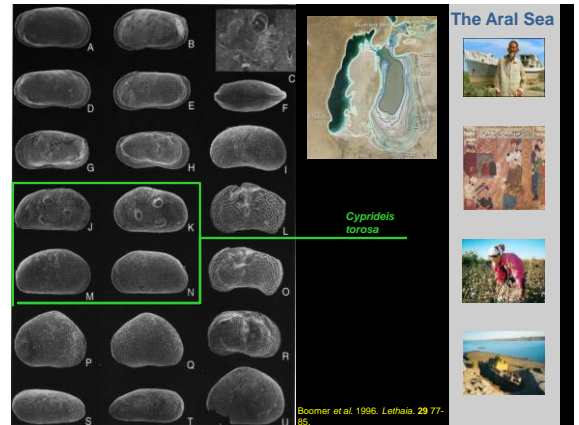 The Aral Sea
A
B
C
D
E
F
G
H
I
J
K
L
M
N
O
P
Q
R
S
T
U
Cyprideis
torosa
Boomer et al. 1996. Lethaia. 29 77-
85.